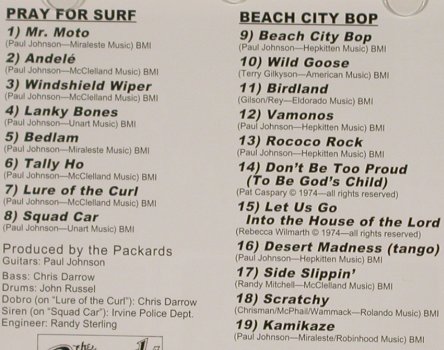 PRAY FOR SURF
1) Mr. Moto
(Paul Johnson—Miraleste Music) BMI
2) Andelé
(Paul Johnson—McClelland Music) BMI
3) Windshield Wiper
(Paul Johnson—McClelland Music) BMI
4) Lanky Bones
(Paul Johnson—Unart Music) BMI
5) Bedlam
(Paul Johnson—Miraleste Music) BMI
6) Tally Ho
(Paul Johnson—McClelland Music) BMI
7) Lure of the Curl
(Paul Johnson—McClelland Music) BMI
8) Squad Car
(Paul Johnson—Unart Music) BMI
Produced by the Packards
Guitars: Paul Johnson
Bass: Chris Darrow
Drums: John Russel
Dobro (on "Lure of the Curl"): Chris Darrow
Siren (on "Squad Car"): Irvine Police Dept.
Engineer: Randy Sterling
The
BEACH CITY BOP
9) Beach City Bop
(Paul Johnson—Hepkitten Music) BMI
10) Wild Goose
(Terry Gilkyson—American Music) BMI
11) Birdland
(Gilson/Rey—Eldorado Music) BMI
12) Vamonos
(Paul Johnson—Hepkitten Music) BMI
13) Rococo Rock
(Paul Johnson—Hepkitten Music) BMI
14) Don't Be Too Proud
(To Be God's Child)
(Pat Caspary © 1974—all rights reserved)
15) Let Us Go
Into the House of the Lord
(Rebecca Wilmarth © 1974—all rights reserved)
16) Desert Madness (tango)
(Paul Johnson—Hepkitten Music) BMI
17) Side Slippin'
(Randy Mitchell—McClelland Music) BMI
18) Scratchy
(Chrisman/McPhail/Wammack—Rolando Music) BMI
19) Kamikaze
(Paul Johnson—Miraleste/Robinhood Music) BMI